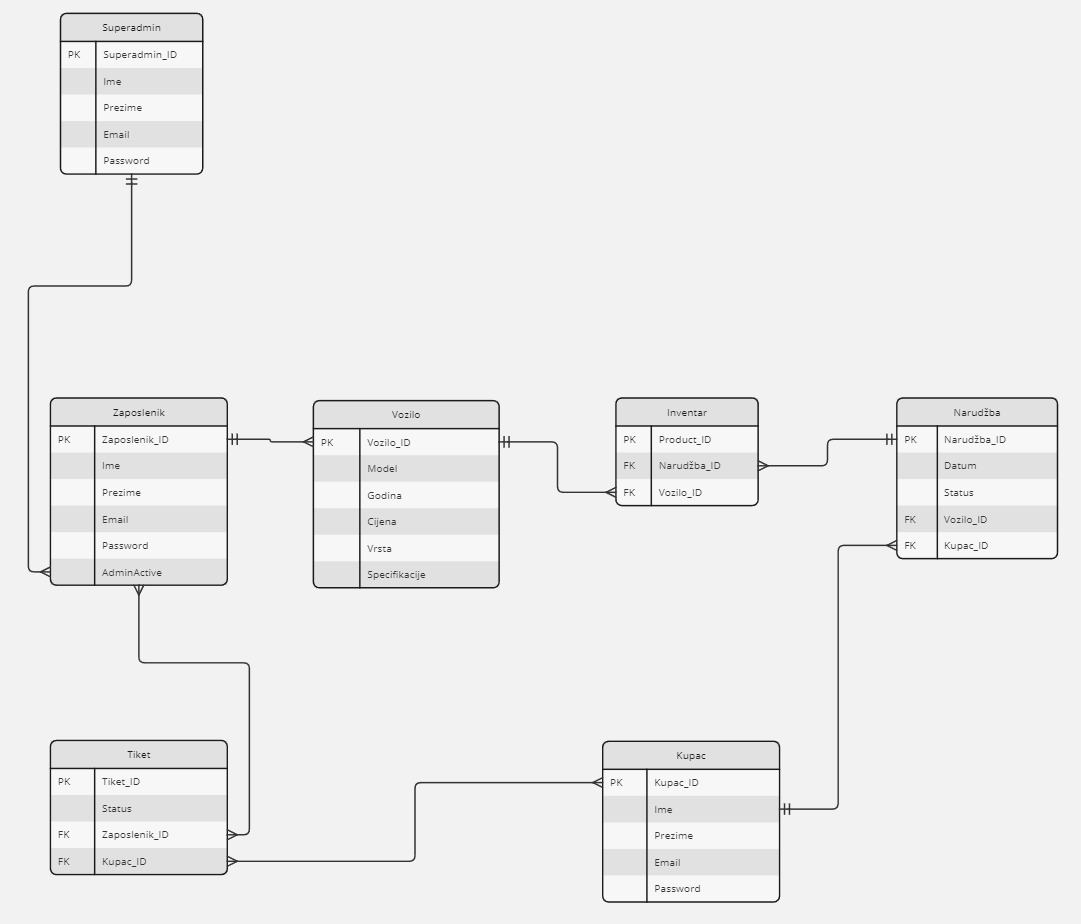 Superadmin
PK Superadmin_ID
Ime
Prezime
Email
Password
Zaposlenik
PK Zaposlenik_ID
Ime
Prezime
Email
Password
AdminActive
Vozilo
PK Vozilo_ID
Model
Godina
Cijena
Vrsta
Specifikacije
Inventar
PK Product_ID
FK Narudžba_ID
FK Vozilo_ID
Narudžba
PK Narudžba_ID
Datum
Status
FK Vozilo_ID
FK Kupac_ID
Tiket
PK Tiket_ID
Status
FK Zaposlenik_ID
FK Kupac_ID
Kupac
PK Kupac_ID
Ime
Prezime
Email
Password